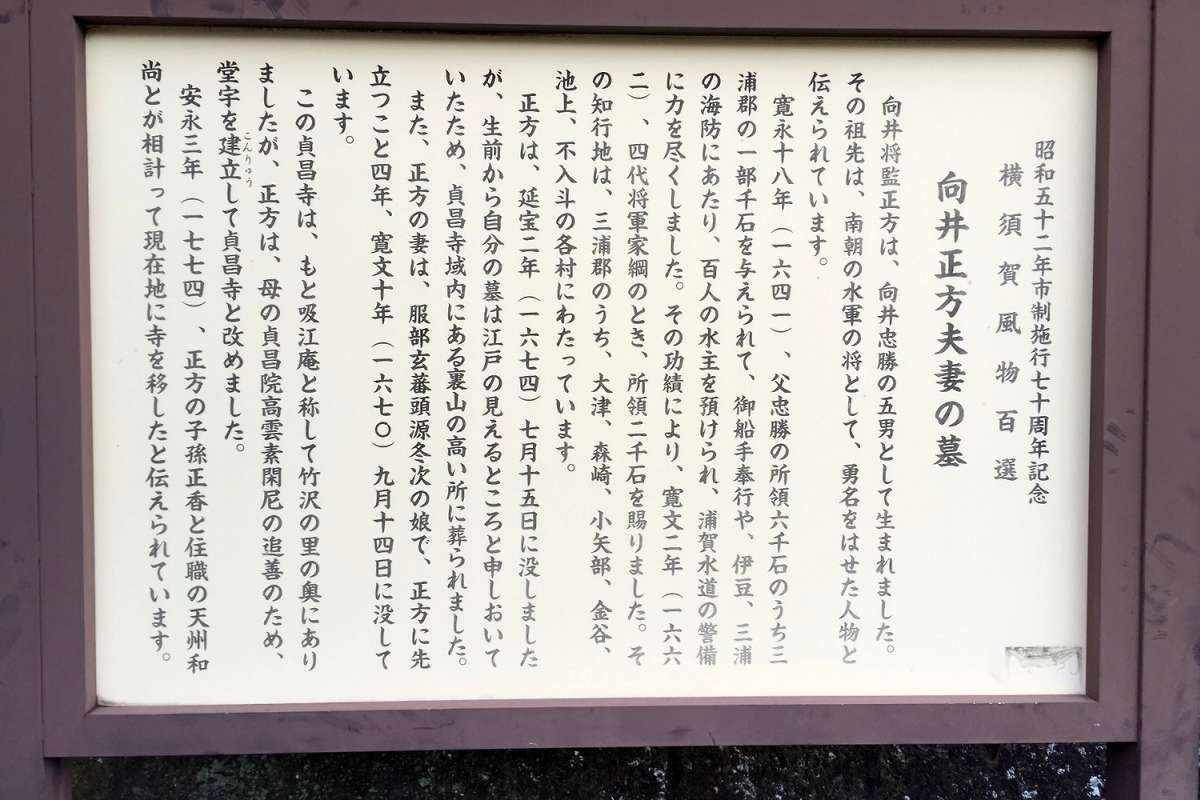 昭和五十二年市制施行七十周年記念
横須賀風物百選
向井正方夫妻の墓
向井将監正方は、向井忠勝の五男として生まれました。
その祖先は、南朝の水軍の将として、勇名をはせた人物と
伝えられています。
寛永十八年（一六四一）、父忠勝の所領六千石のうち三
浦郡の一部千石を与えられて、御船手奉行や、伊豆、三浦
の海防にあたり、百人の水主を預けられ、浦賀水道の警備
に力を尽くしました。その功績により、寛文二年（一六六
二）、四代将軍家綱のとき、所領二千石を賜りました。そ
の知行地は、三浦郡のうち、大津、森崎、小矢部、金谷、
池上、不入斗の各村にわたっています。
正方は、延宝二年（一六七四）七月十五日に没しました
が、生前から自分の墓は江戸の見えるところと申しおいて
いたため、貞昌寺域内にある裏山の高い所に葬られました。
また、正方の妻は、服部玄蕃頭源冬次の娘で、正方に先
立つこと四年、寛文十年（一六七〇）九月十四日に没して
います。
この貞昌寺は、もと吸江庵と称して竹沢の里の奥にあり
ましたが、正方は、母の貞昌院高雲素閑尼の追善のため、
堂宇を建立して貞昌寺と改めました。
こんりゅう
安永三年（一七七四）、正方の子孫正香と住職の天州和
尚とが相計って現在地に寺を移したと伝えられています。